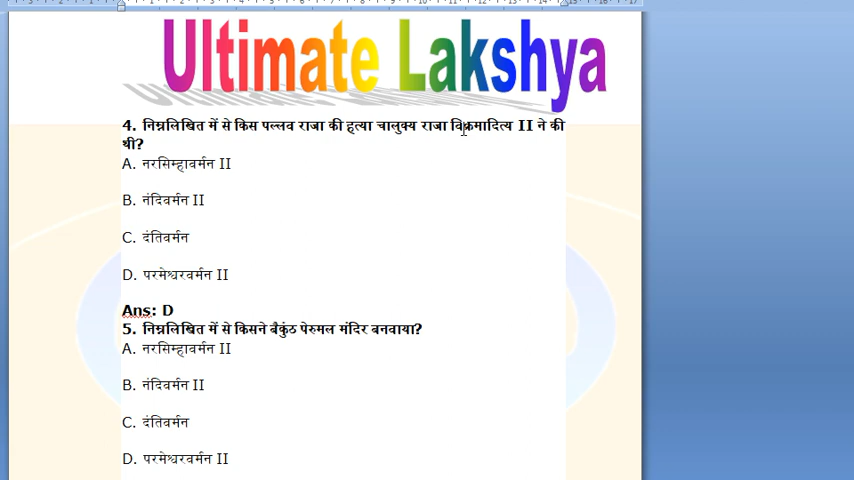 Ultimate Lakshya
4. निम्नलिखित में से किस पल्लव राजा की हत्या चालुक्य राजा विक्रमादित्य II ने की
थी?
A. नरसिम्हावर्मन II
B. नंदिवर्मन II
C. दंतिवर्मन
D. परमेश्वरवर्मन II
Ans: D
5. निम्नलिखित में से किसने बैकुंठ पेरुमल मंदिर बनवाया?
A. नरसिम्हावर्मन II
B. नंदिवर्मन II
C. दंतिवर्मन
D. परमेश्वरवर्मन II